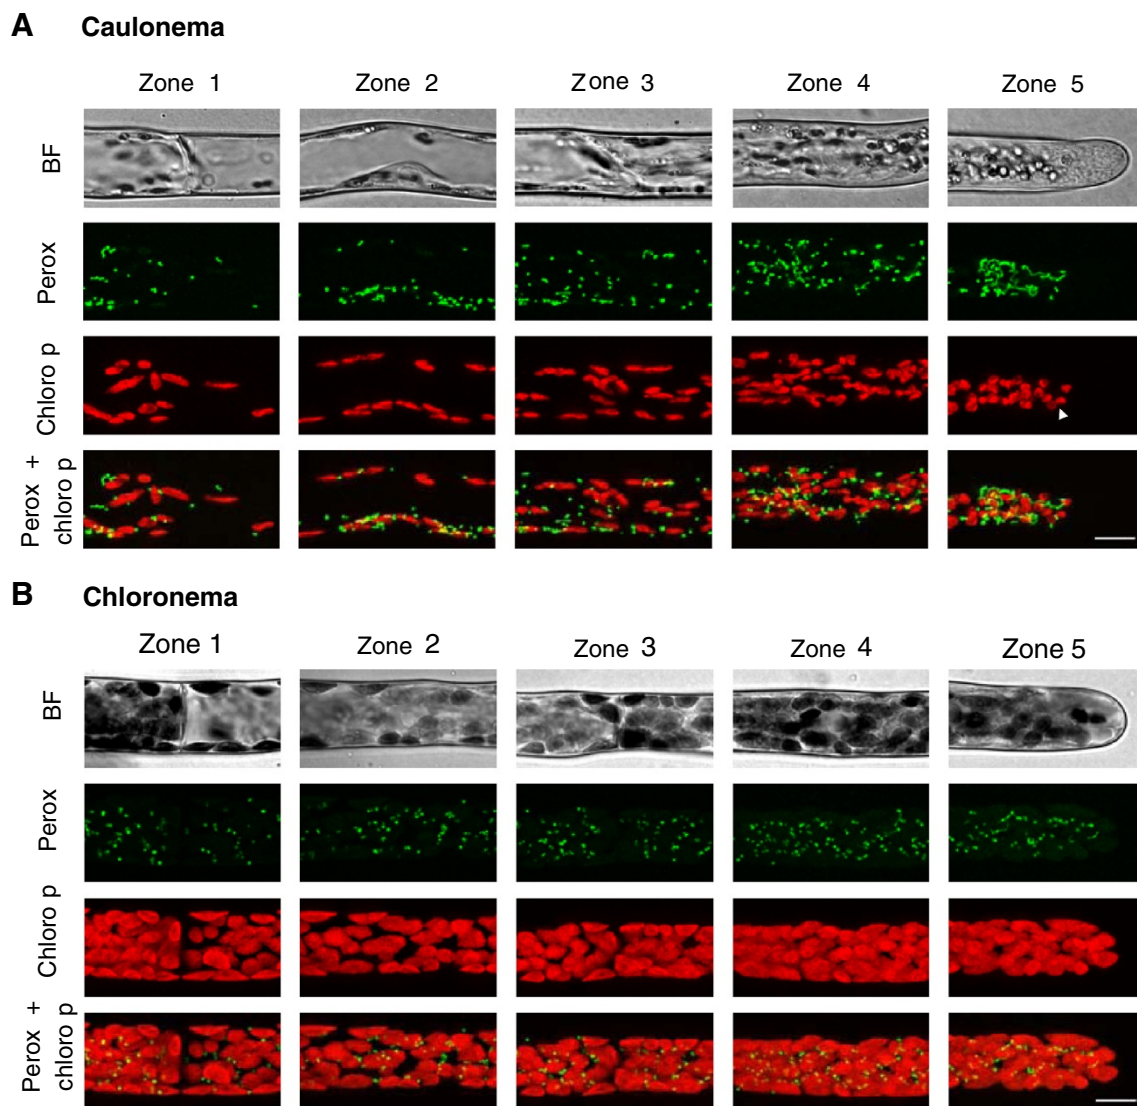 A Caulonema
Zone 1 Zone 2 Zone 3 Zone 4 Zone 5
BF
Perox
Chloro p
Perox +
chloro p
B Chloronema
Zone 1 Zone 2 Zone 3 Zone 4 Zone 5
BF
Perox
Chloro p
Perox +
chloro p